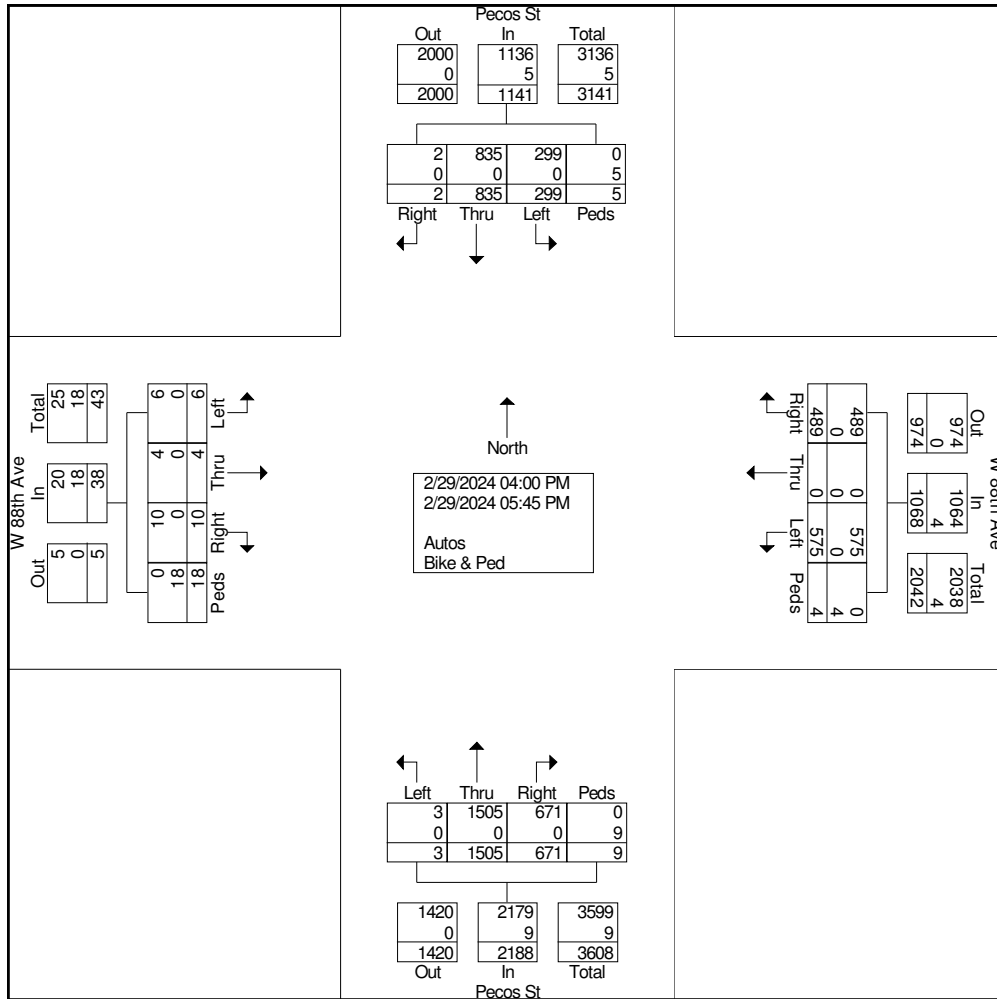 Pecos St
Out In Total
2000 1136 3136
0 5 5
2000 1141 3141
2 835 299 0
0 0 0 5
2 835 299 5
Right Thru Left Peds
W 88th Ave
Total In Out
43 38 5
18 18 0
25 20 5
Left Thru Right Peds
6 4 10 18
0 0 0 18
6 4 10 0
North
2/29/2024 04:00 PM
2/29/2024 05:45 PM
Autos
Bike & Ped
W 88th Ave
Out In Total
974 1064 2038
0 4 4
974 1068 2042
Right Thru Left Peds
489 0 575 0
0 0 0 4
489 0 575 4
Left Thru Right Peds
3 1505 671 0
0 0 0 9
3 1505 671 9
1420 2179 3599
0 9 9
1420 2188 3608
Out In Total
Pecos St